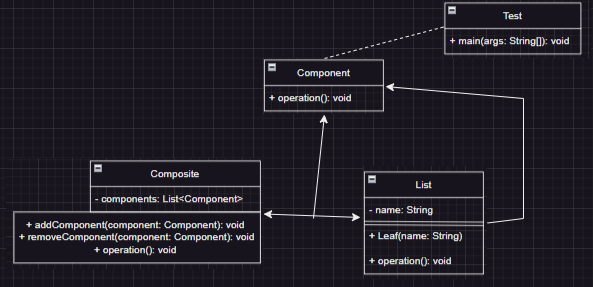 Test
+ main(args: String[]): void
Component
+ operation(): void
Composite
- components: List<Component>
+ addComponent(component: Component): void
+ removeComponent(component: Component): void
+ operation(): void
List
- name: String
+ Leaf(name: String)
+ operation(): void